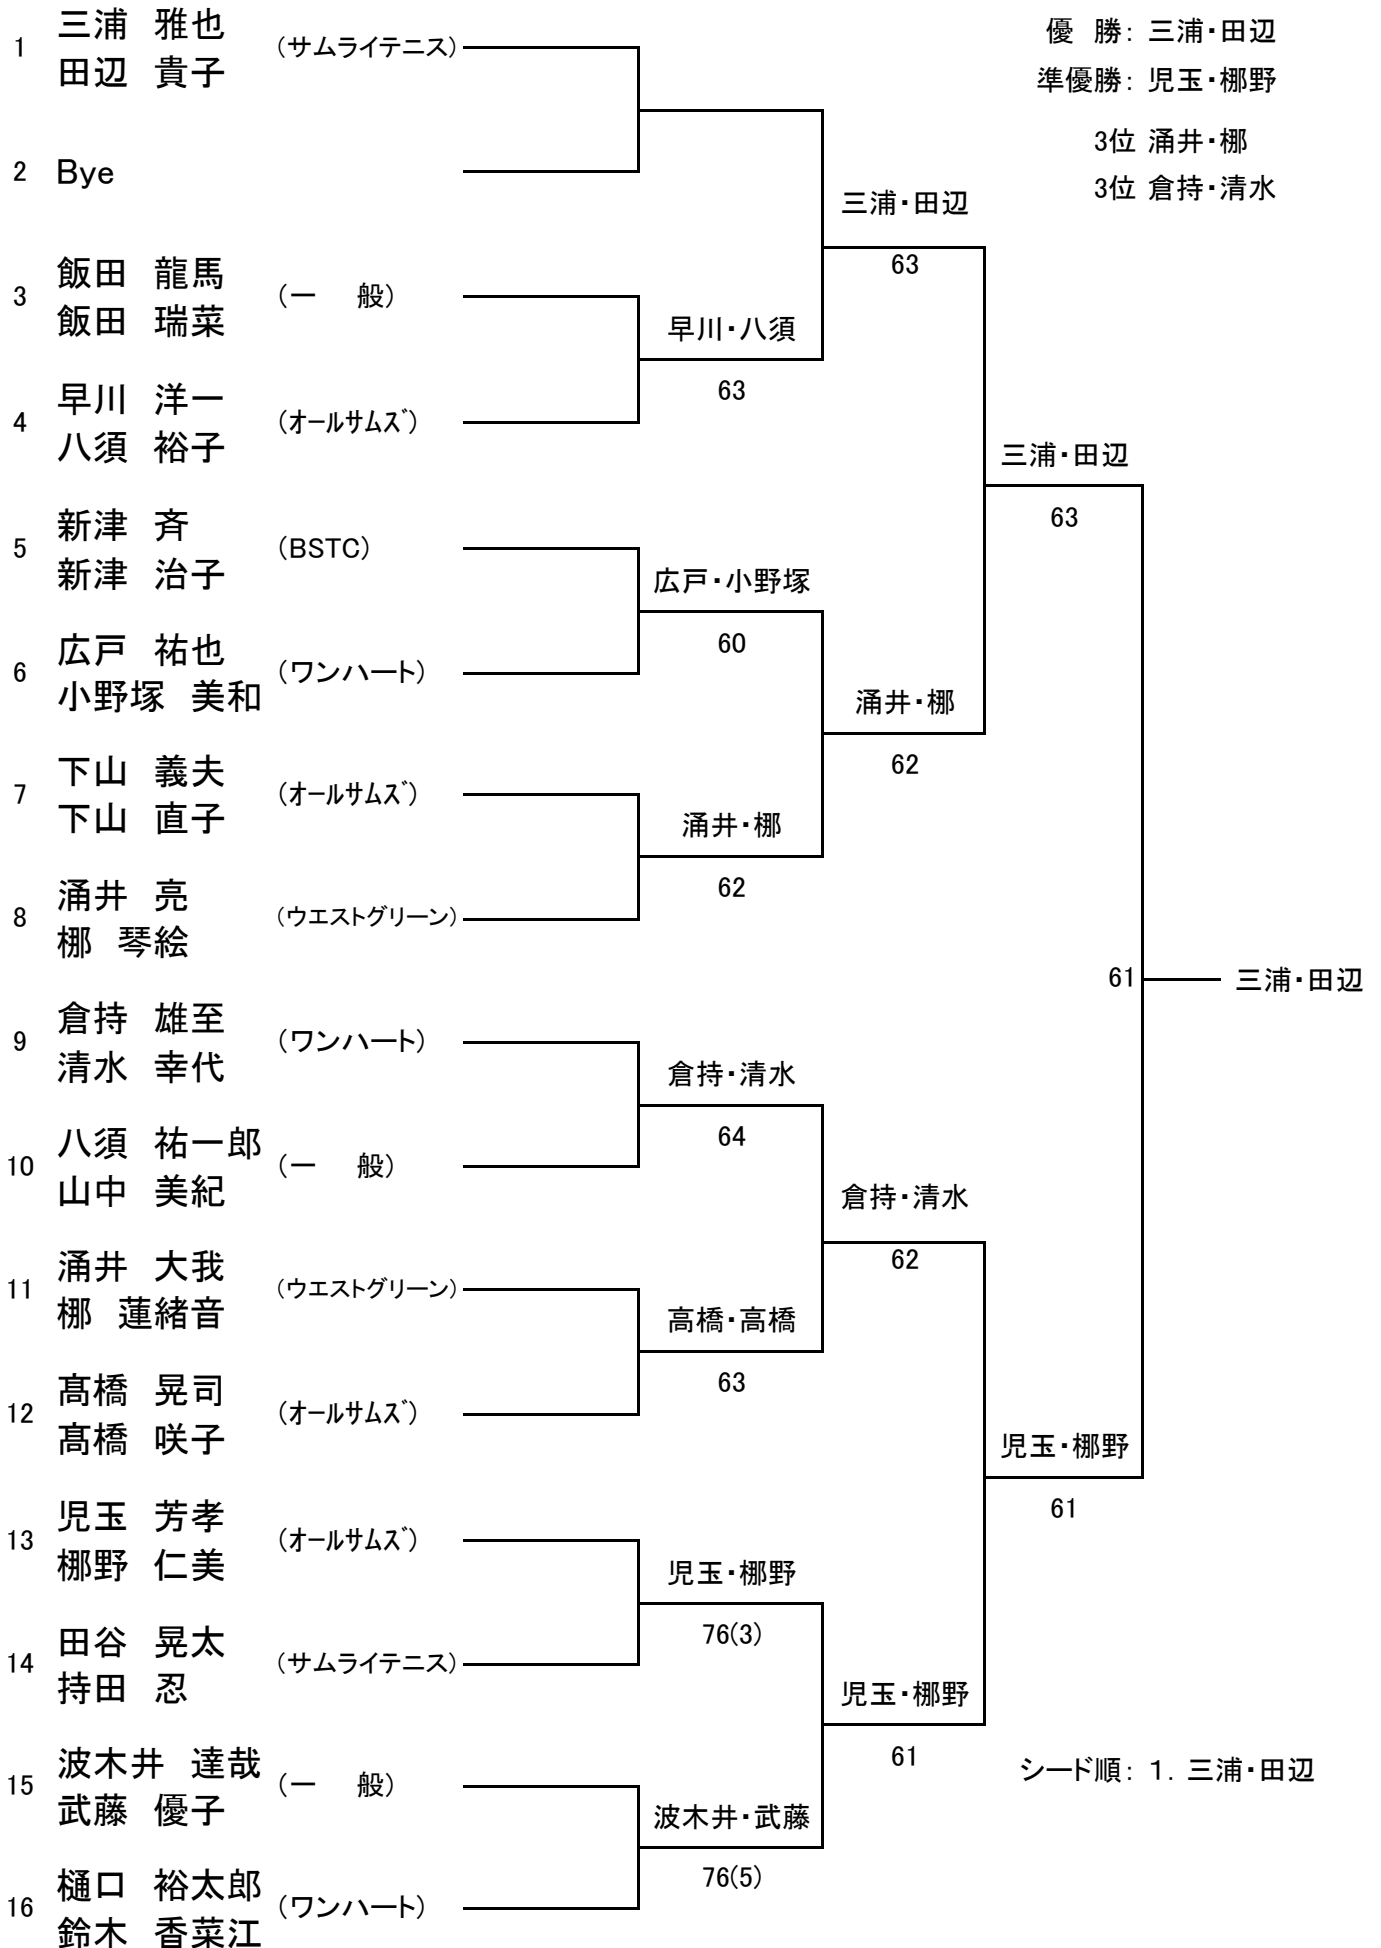 優　勝： 三浦・田辺
準優勝： 児玉・梛野
3位 涌井・梛
3位 倉持・清水
1 三浦　雅也
田辺　貴子 （サムライテニス）
2 Bye
3 飯田　龍馬
飯田　瑞菜 （一　般）
4 早川　洋一
八須　裕子 （ｵｰﾙｻﾑｽﾞ）
5 新津　斉
新津　治子 （BSTC）
6 広戸　祐也
小野塚　美和 （ワンハート）
7 下山　義夫
下山　直子 （ｵｰﾙｻﾑｽﾞ）
8 涌井　亮
梛　琴絵 （ウエストグリーン）
9 倉持　雄至
清水　幸代 （ワンハート）
10 八須　祐一郎
山中　美紀 （一　般）
11 涌井　大我
梛　蓮緒音 （ウエストグリーン）
12 髙橋　晃司
髙橋　咲子 （ｵｰﾙｻﾑｽﾞ）
13 児玉　芳孝
梛野　仁美 （ｵｰﾙｻﾑｽﾞ）
14 田谷　晃太
持田　忍 （サムライテニス）
15 波木井　達哉
武藤　優子 （一　般）
16 樋口　裕太郎
鈴木　香菜江 （ワンハート）
早川・八須
63
広戸・小野塚
60
涌井・梛
62
倉持・清水
64
高橋・高橋
63
児玉・梛野
76(3)
波木井・武藤
76(5)
三浦・田辺
63
涌井・梛
62
倉持・清水
62
児玉・梛野
61
三浦・田辺
63
児玉・梛野
61
61 三浦・田辺
シード順： １． 三浦・田辺